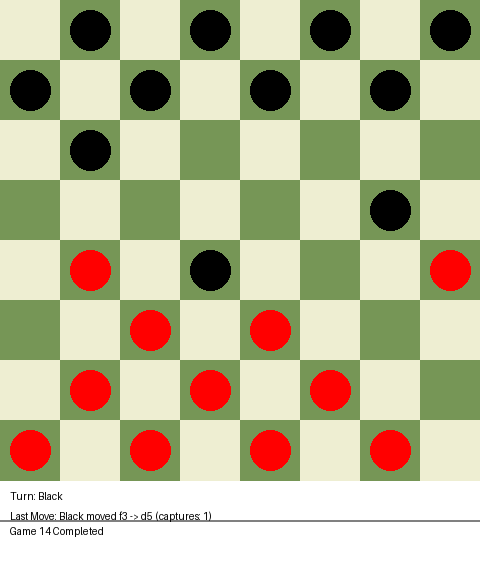 Turn: Black
Last Move: Black moved f3 -> d5 (captures: 1)
Game 14 Completed